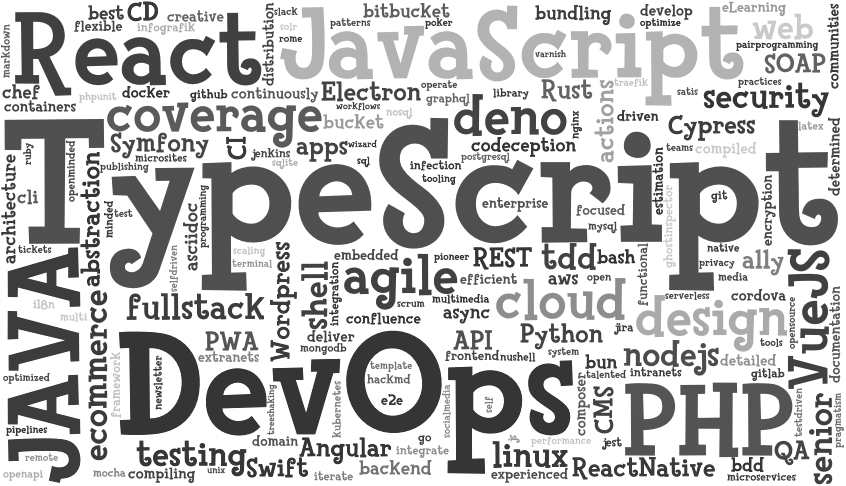 best CD
creative
slack
patterns
bitbucket
poker
bundling
develop
optimize
eLearning
React
flexible
infografik
distribution
solr
rome
JavaScript
varnish
web
pairprogramming
communities
markdown
SOAP
chef
phpunit
docker
github
continuously
Electron
operate
graphql
library
Rust
traefik
satis
practices
security
containers
workflows
coverage
bucket
nosql
deno
nginx
actions
driven
Cypress
latex
TypeScript
Symfony
CI
jenkins
apps
wizard
codeception
teams
compiled
determined
architecture
ruby
openminded
microsites
sqlite
sql
infection
postgresql
tooling
estimation
publishing
cli
abstraction
minded
test
asciidoc
programming
enterprise
focused
mysql
git
ghostinspector
encryption
tickets
selfdriven
scaling
terminal
embedded
pioneer
REST
tdd
bash
functional
native
privacy
ally
media
JAVA
Wordpress
shell
integration
agile
efficient
aws
open
serverless
cordova
VueJS
i18n
multi
ecommerce
fullstack
scrum
multimedia
async
cloud
design
opensource
documentation
confluence
jira
tools
PWA
extranets
deliver
mongodb
API
Python
frontend
nushell
system
bun
nodejs
detailed
DevOps
template
hackmd
e2e
talented
intranets
gitlab
optimized
framework
newsletter
treeshaking
kubernetes
socialmedia
self
composer
CMS
PHP
senior
testdriven
pragmatism
pipelines
remote
openapi
domain
Angular
go
integrate
performance
jest
QA
testing
linux
mocha
compiling
unix
Swift
iterate
backend
experienced
ReactNative
bdd
microservices